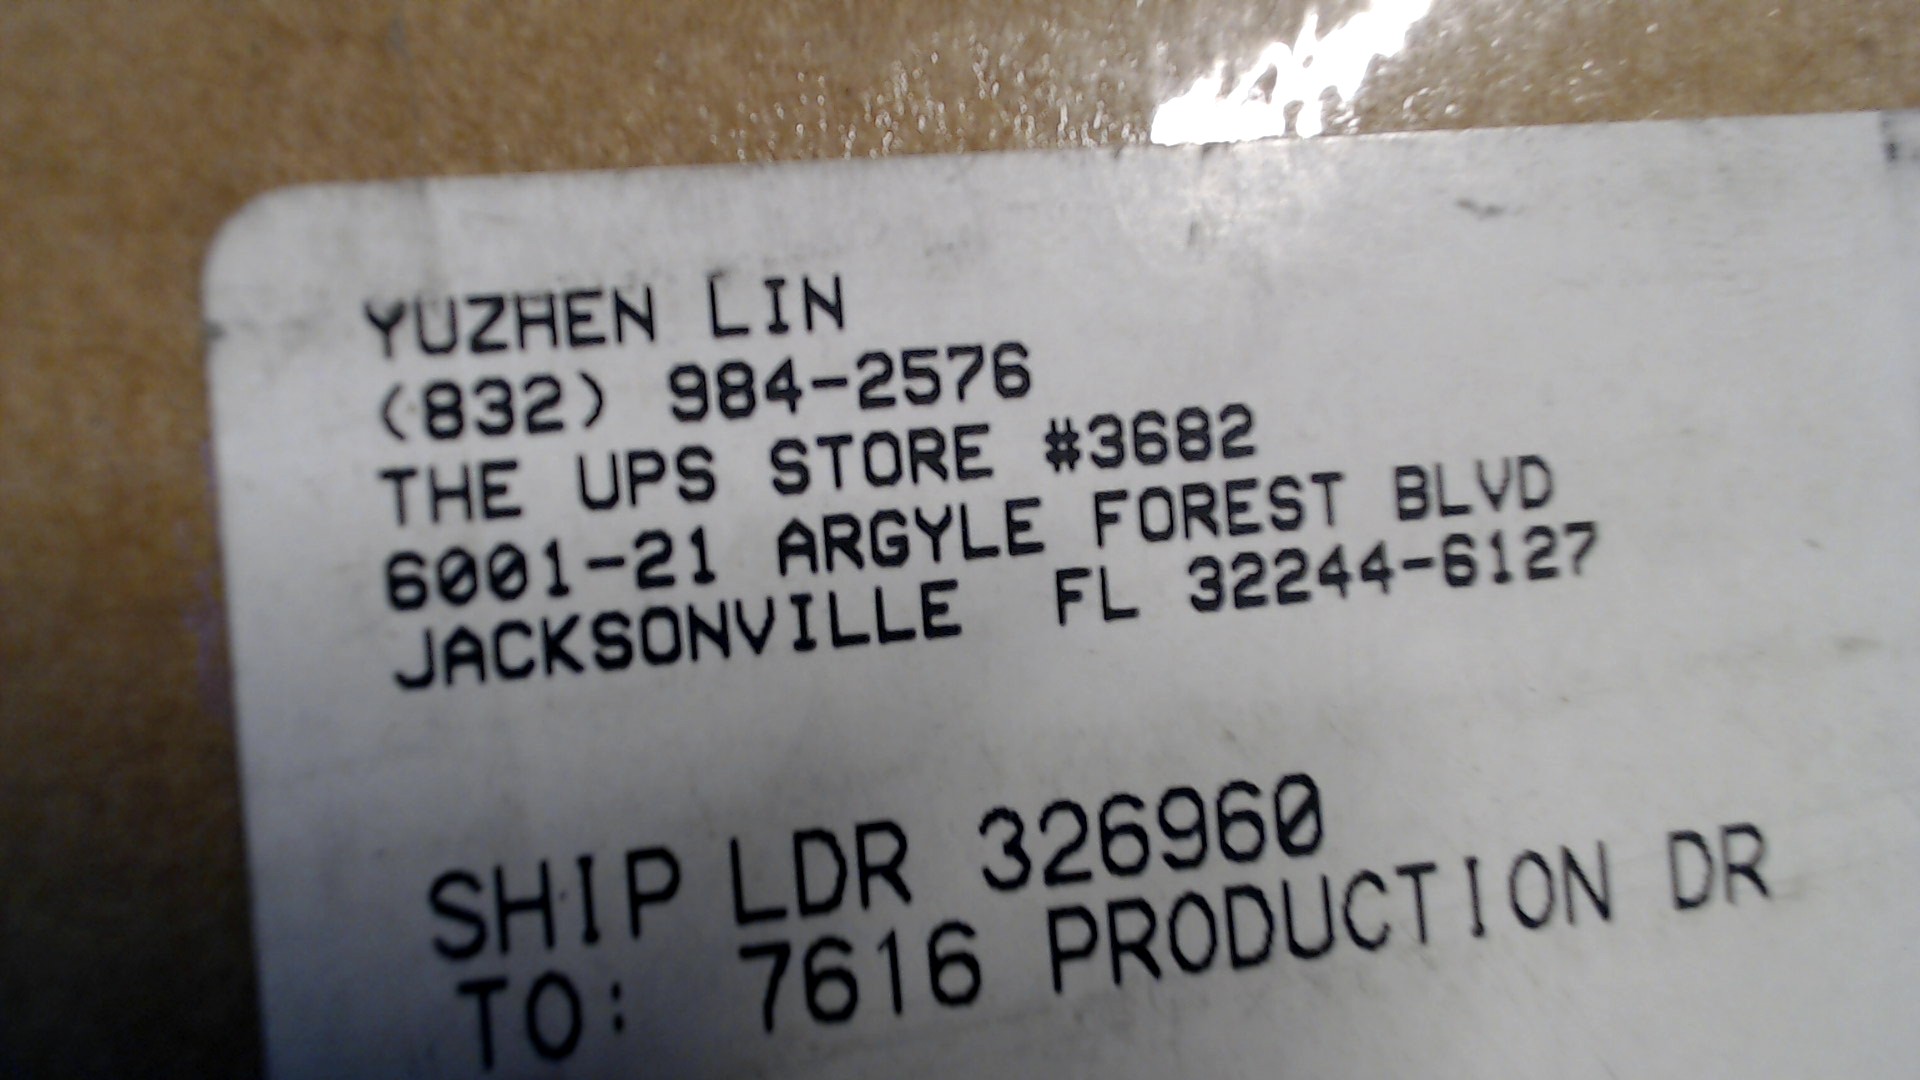 YUZHEN LIN
(832) 984-2576
THE UPS STORE #3682
6001-21 ARGYLE FOREST BLVD
JACKSONVILLE FL 32244-6127
SHIP LDR 326960
TO: 7616 PRODUCTION DR